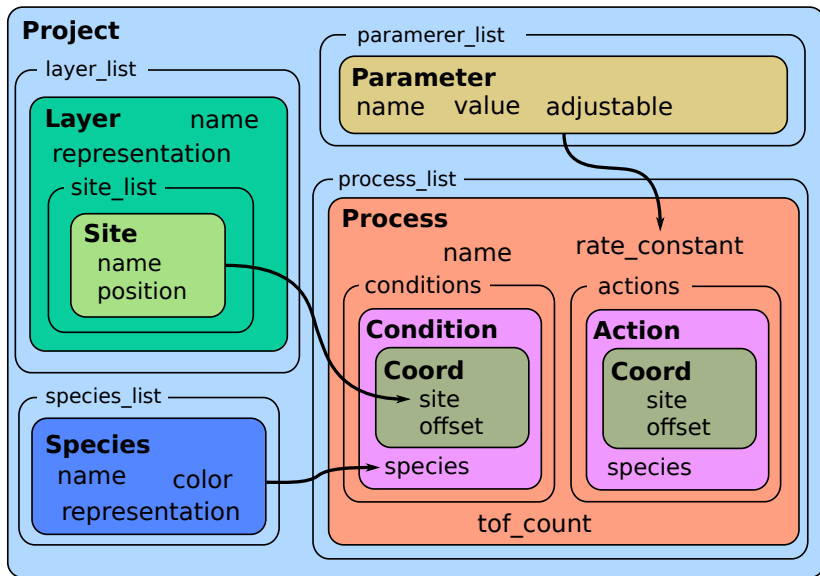 Project
layer_list
Layer name
representation
site_list
Site
name
position
species_list
Species
name color
representation
paramerer_list
Parameter
name value adjustable
process_list
Process
name
rate_constant
conditions
Condition
Coord
site
offset
species
actions
Action
Coord
site
offset
species
tof_count